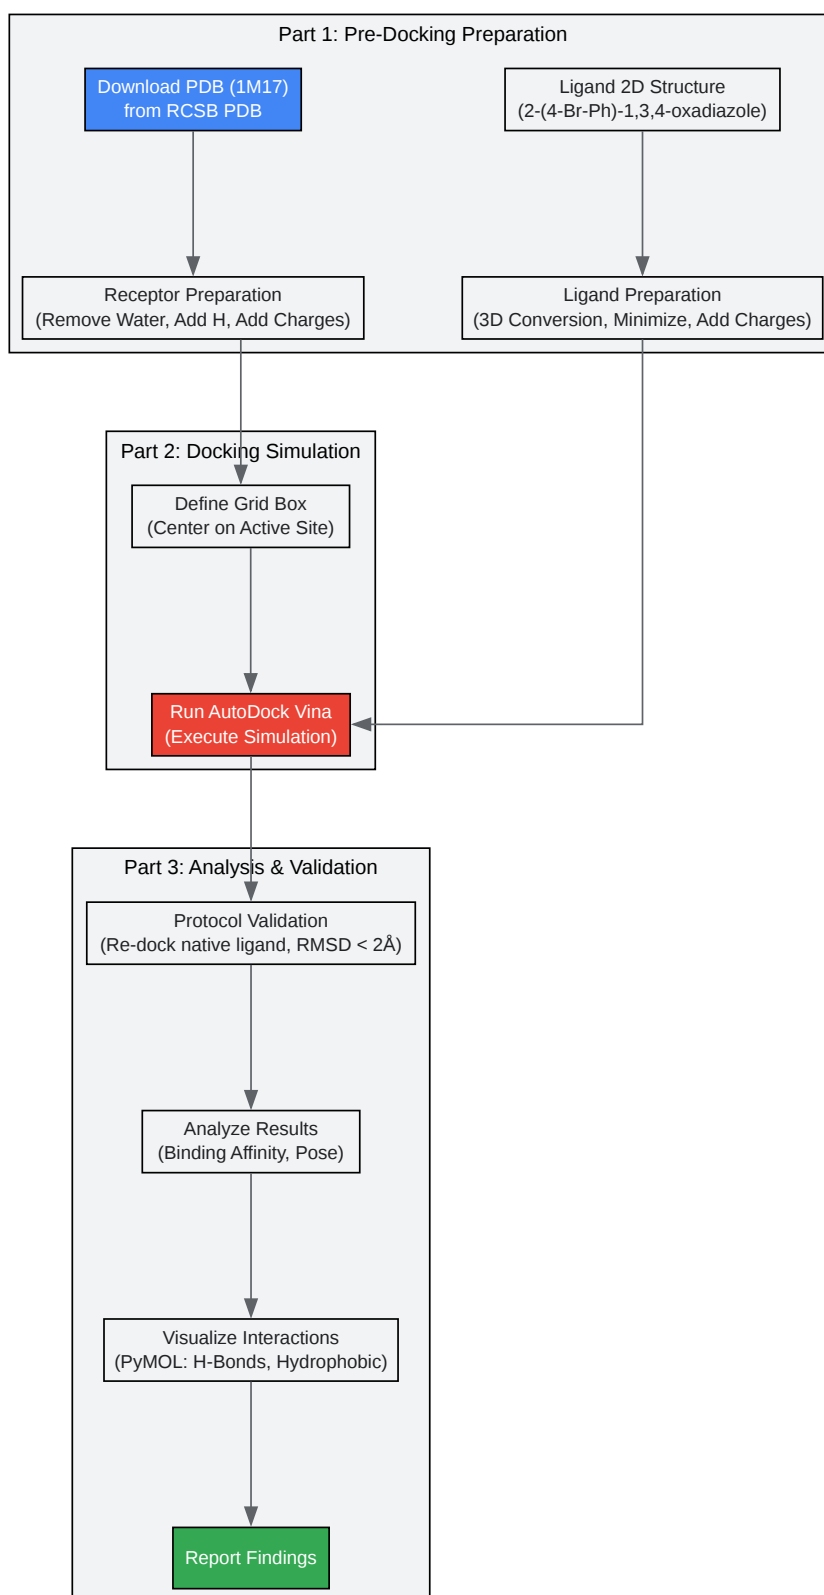 Part 1: Pre-Docking Preparation
Download PDB (1M17)
from RCSB PDB
Ligand 2D Structure
(2-(4-Br-Ph)-1,3,4-oxadiazole)
Receptor Preparation
(Remove Water, Add H, Add Charges)
Ligand Preparation
(3D Conversion, Minimize, Add Charges)
Part 2: Docking Simulation
Define Grid Box
(Center on Active Site)
Run AutoDock Vina
(Execute Simulation)
Part 3: Analysis & Validation
Protocol Validation
(Re-dock native ligand, RMSD < 2Å)
Analyze Results
(Binding Affinity, Pose)
Visualize Interactions
(PyMOL: H-Bonds, Hydrophobic)
Report Findings